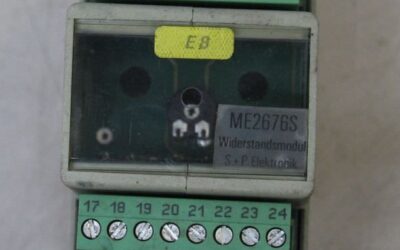 E8
ME2676S
Widerstandsmodul
S+P Elektronik
17 18 19 20 21 22 23 24